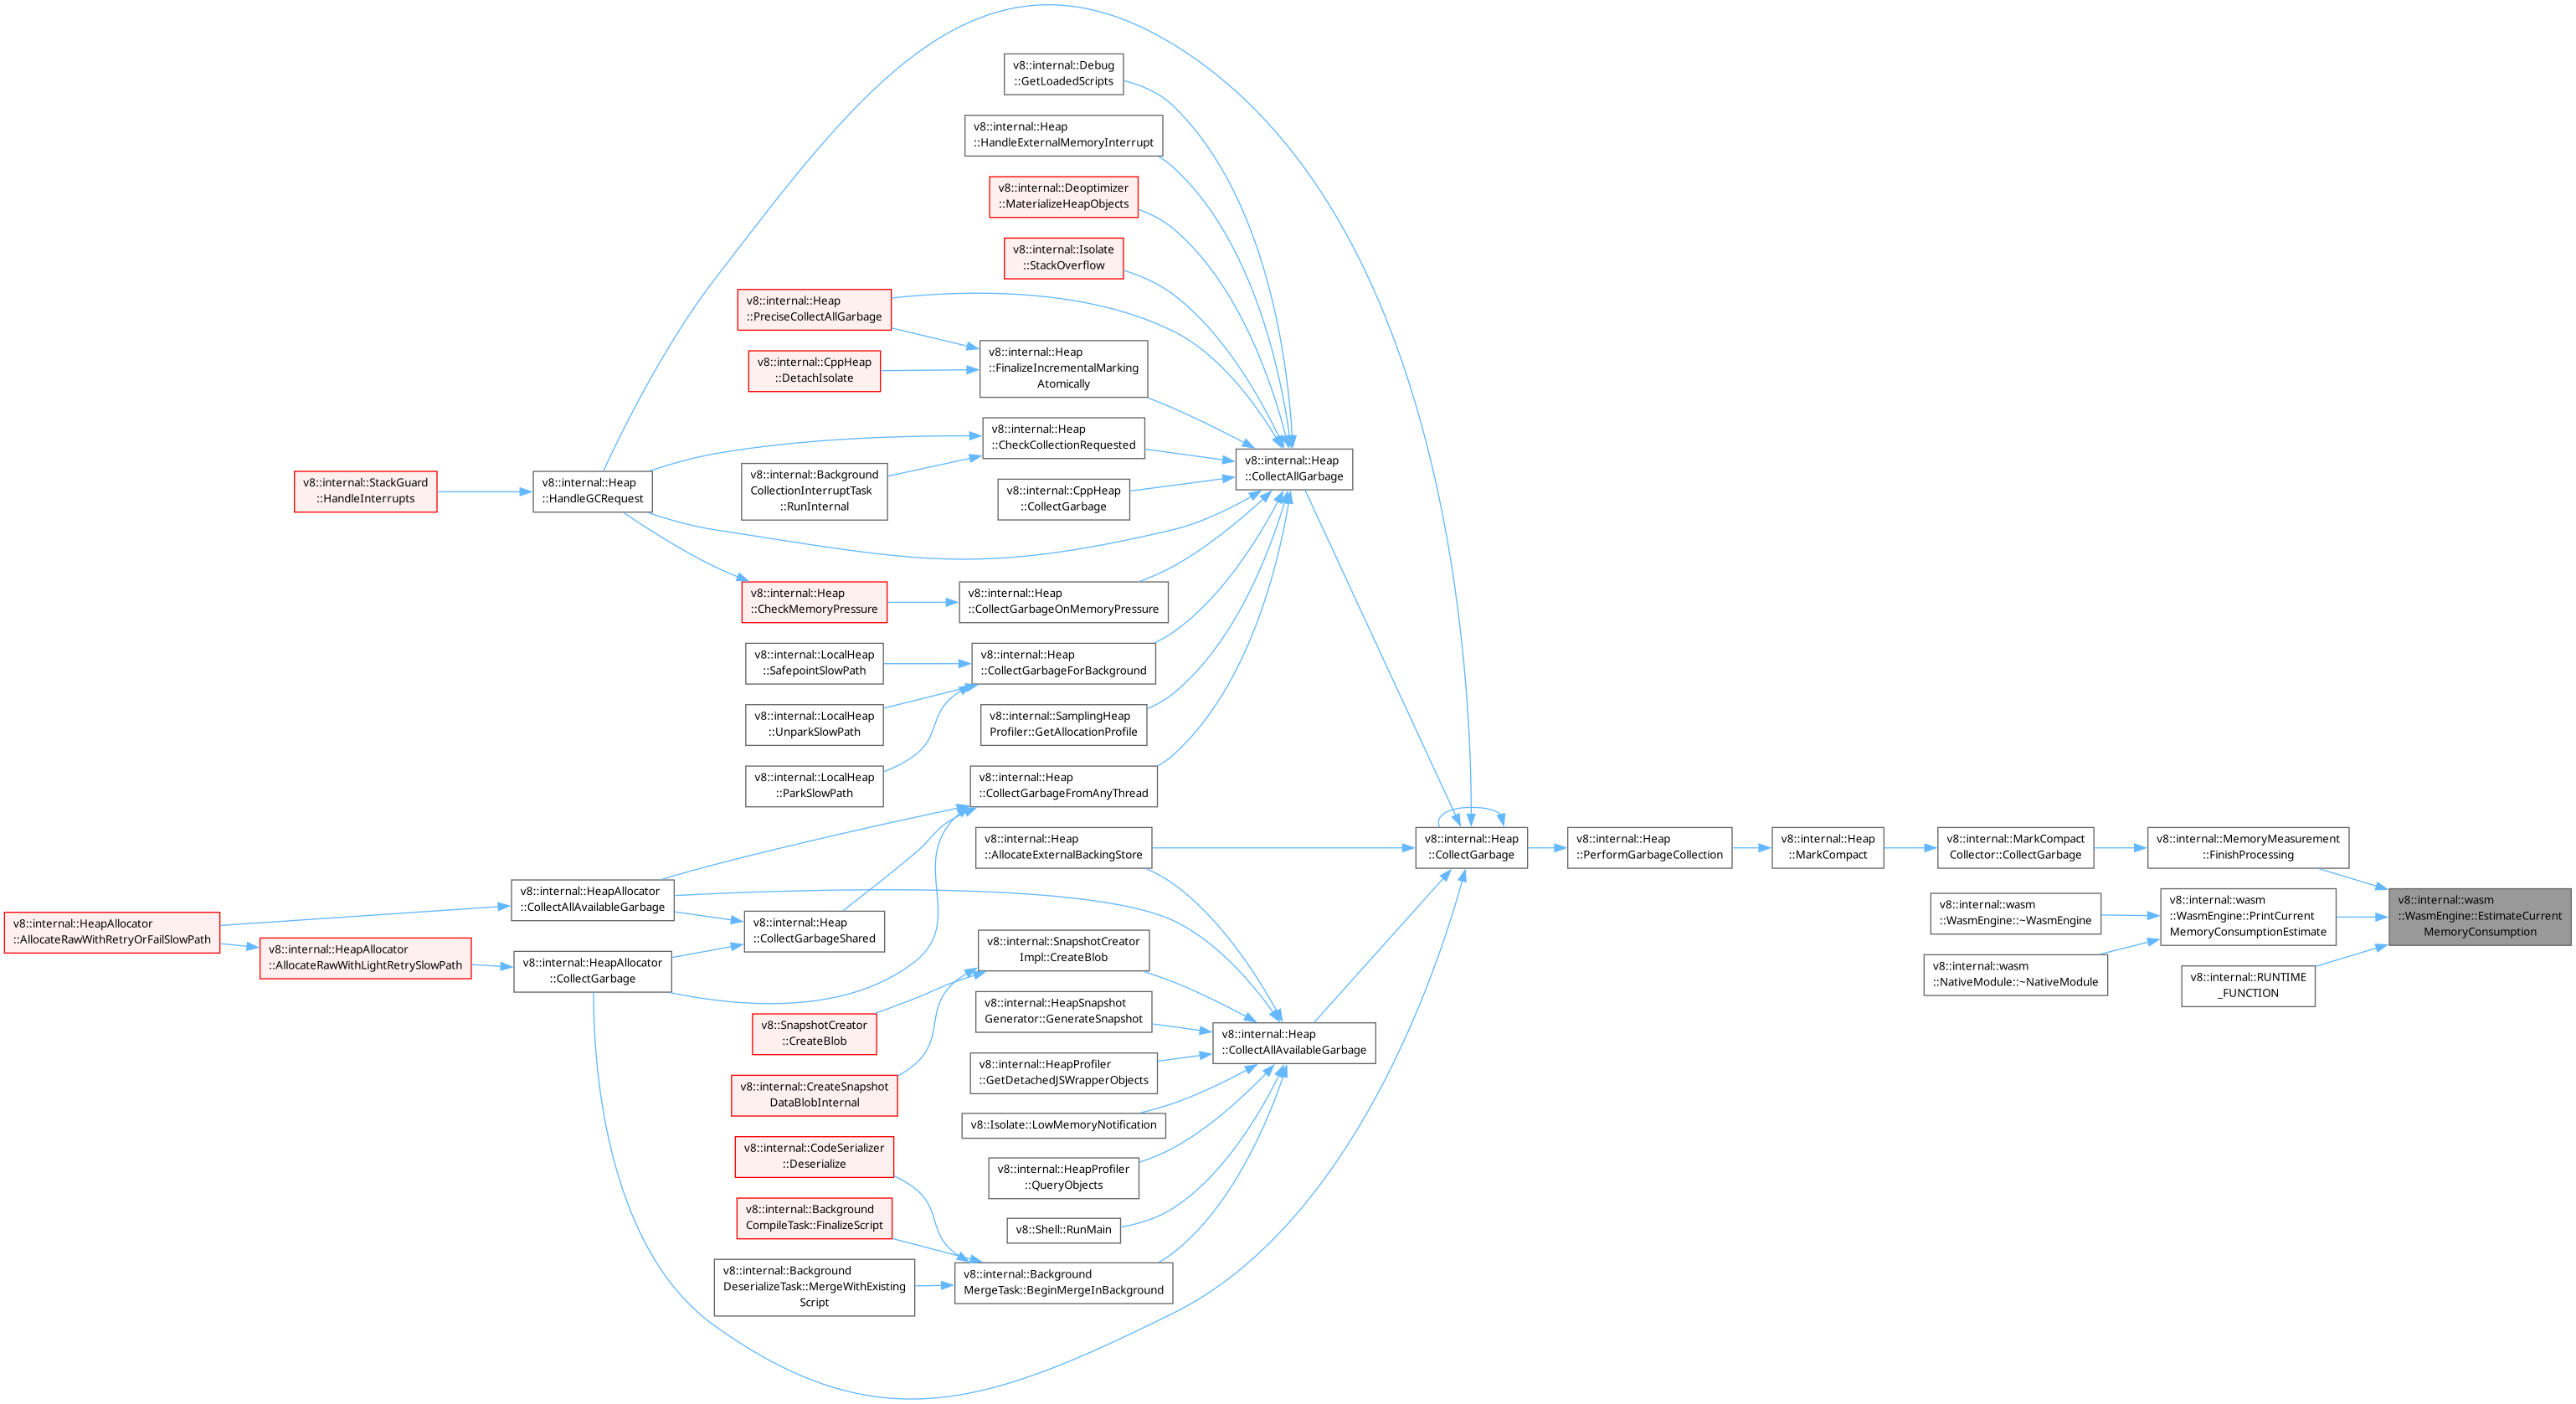 v8::internal::Debug
::GetLoadedScripts
v8::internal::Heap
::HandleExternalMemoryInterrupt
v8::internal::Deoptimizer
::MaterializeHeapObjects
v8::internal::Isolate
::StackOverflow
v8::internal::Heap
::PreciseCollectAllGarbage
v8::internal::Heap
::FinalizeIncrementalMarking
Atomically
v8::internal::CppHeap
::DetachIsolate
v8::internal::Heap
::CheckCollectionRequested
v8::internal::Heap
::CollectAllGarbage
v8::internal::StackGuard
::HandleInterrupts
v8::internal::Heap
::HandleGCRequest
v8::internal::Background
CollectionInterruptTask
::RunInternal
v8::internal::CppHeap
::CollectGarbage
v8::internal::Heap
::CheckMemoryPressure
v8::internal::Heap
::CollectGarbageOnMemoryPressure
v8::internal::LocalHeap
::SafepointSlowPath
v8::internal::Heap
::CollectGarbageForBackground
v8::internal::LocalHeap
::UnparkSlowPath
v8::internal::SamplingHeap
Profiler::GetAllocationProfile
v8::internal::LocalHeap
::ParkSlowPath
v8::internal::Heap
::CollectGarbageFromAnyThread
v8::internal::Heap
::AllocateExternalBackingStore
v8::internal::Heap
::CollectGarbage
v8::internal::Heap
::PerformGarbageCollection
v8::internal::Heap
::MarkCompact
v8::internal::MarkCompact
Collector::CollectGarbage
v8::internal::MemoryMeasurement
::FinishProcessing
v8::internal::HeapAllocator
::AllocateRawWithRetryOrFailSlowPath
v8::internal::HeapAllocator
::AllocateRawWithLightRetrySlowPath
v8::internal::HeapAllocator
::CollectAllAvailableGarbage
v8::internal::HeapAllocator
::CollectGarbage
v8::internal::Heap
::CollectGarbageShared
v8::internal::wasm
::WasmEngine::~WasmEngine
v8::internal::wasm
::WasmEngine::PrintCurrent
MemoryConsumptionEstimate
v8::internal::wasm
::WasmEngine::EstimateCurrent
MemoryConsumption
v8::internal::wasm
::NativeModule::~NativeModule
v8::internal::RUNTIME
_FUNCTION
v8::internal::SnapshotCreator
Impl::CreateBlob
v8::SnapshotCreator
::CreateBlob
v8::internal::HeapSnapshot
Generator::GenerateSnapshot
v8::internal::Heap
::CollectAllAvailableGarbage
v8::internal::HeapProfiler
::GetDetachedJSWrapperObjects
v8::internal::CreateSnapshot
DataBlobInternal
v8::Isolate::LowMemoryNotification
v8::internal::CodeSerializer
::Deserialize
v8::internal::HeapProfiler
::QueryObjects
v8::internal::Background
CompileTask::FinalizeScript
v8::Shell::RunMain
v8::internal::Background
DeserializeTask::MergeWithExisting
Script
v8::internal::Background
MergeTask::BeginMergeInBackground